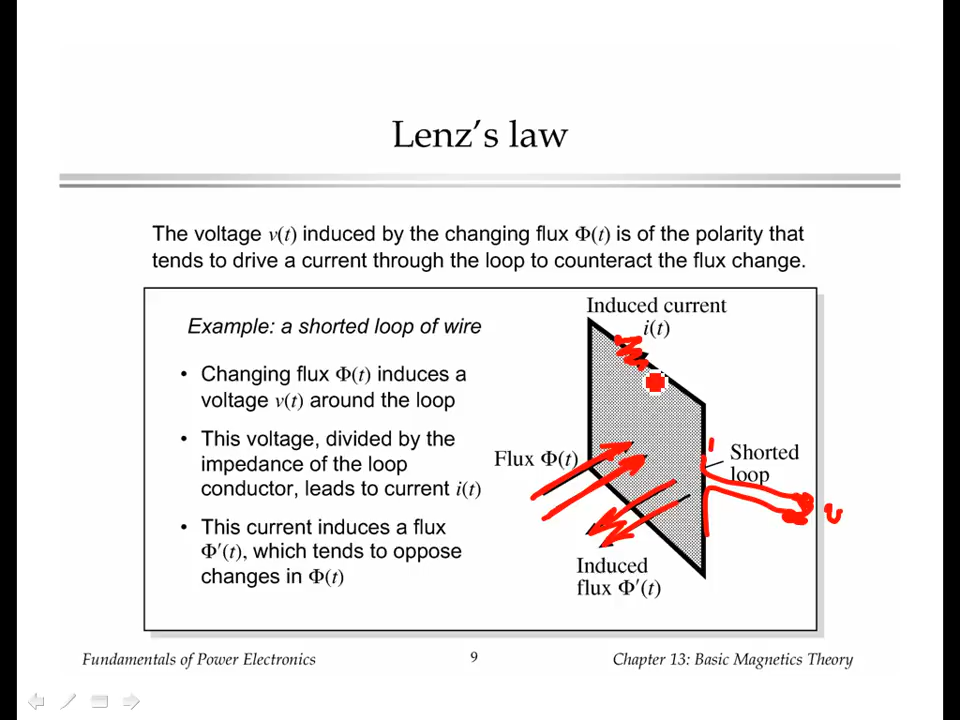 Lenz's law
The voltage v(t) induced by the changing flux Φ(t) is of the polarity that
tends to drive a current through the loop to counteract the flux change.
Example: a shorted loop of wire
• Changing flux Φ(t) induces a
voltage v(t) around the loop
• This voltage, divided by the
impedance of the loop
conductor, leads to current i(t)
• This current induces a flux
Φ′(t), which tends to oppose
changes in Φ(t)
Induced current
i(t)
Flux Φ(t)
Shorted
loop
v
Induced
flux Φ′(t)
Fundamentals of Power Electronics
9
Chapter 13: Basic Magnetics Theory